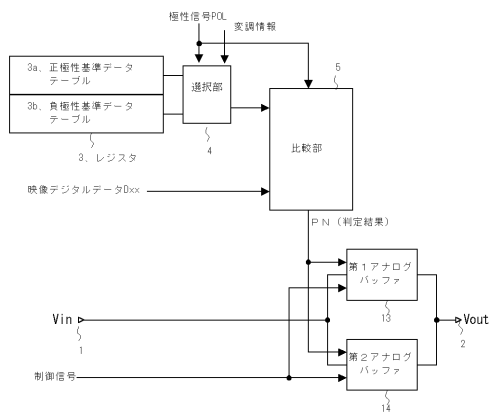 極性信号POL
変調情報
3a、正極性基準データ
テーブル
3b、負極性基準データ
テーブル
3、レジスタ
選択部
4
5
比較部
映像デジタルデータDxx
PN（判定結果）
第1アナログ
バッファ
13
Vin
1
Vout
2
第2アナログ
バッファ
14
制御信号